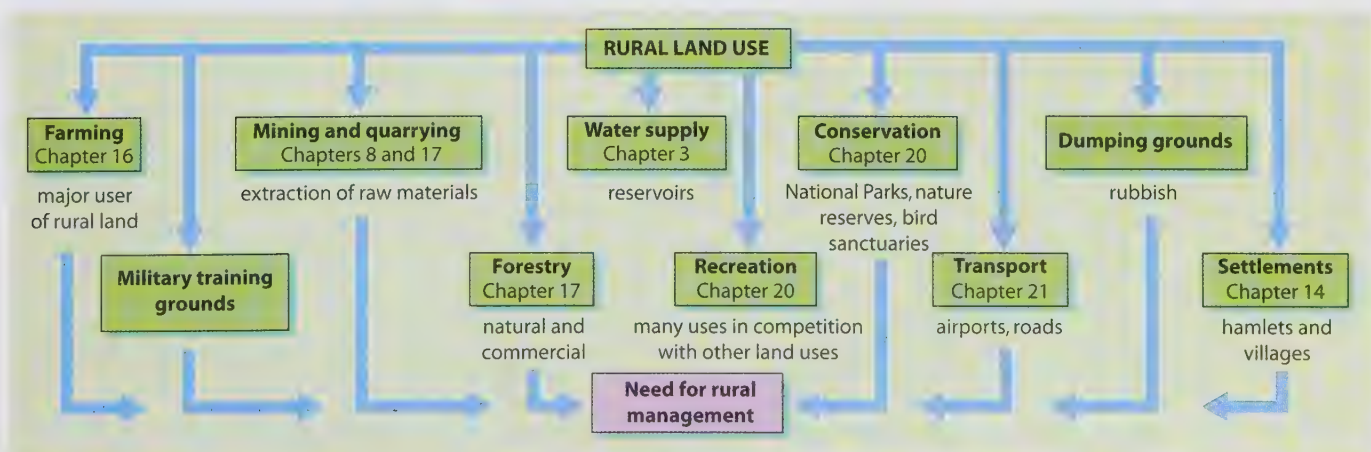 RURAL LAND USE
Farming
Chapter 16
major user
of rural land
Military training
grounds
Mining and quarrying
Chapters 8 and 17
extraction of raw materials
Forestry
Chapter 17
natural and
commercial
Water supply
Chapter 3
reservoirs
Recreation
Chapter 20
many uses in competition
with other land uses
Conservation
Chapter 20
National Parks, nature
reserves, bird
sanctuaries
Transport
Chapter 21
airports, roads
Dumping grounds
rubbish
Settlements
Chapter 14
hamlets and
villages
Need for rural
management